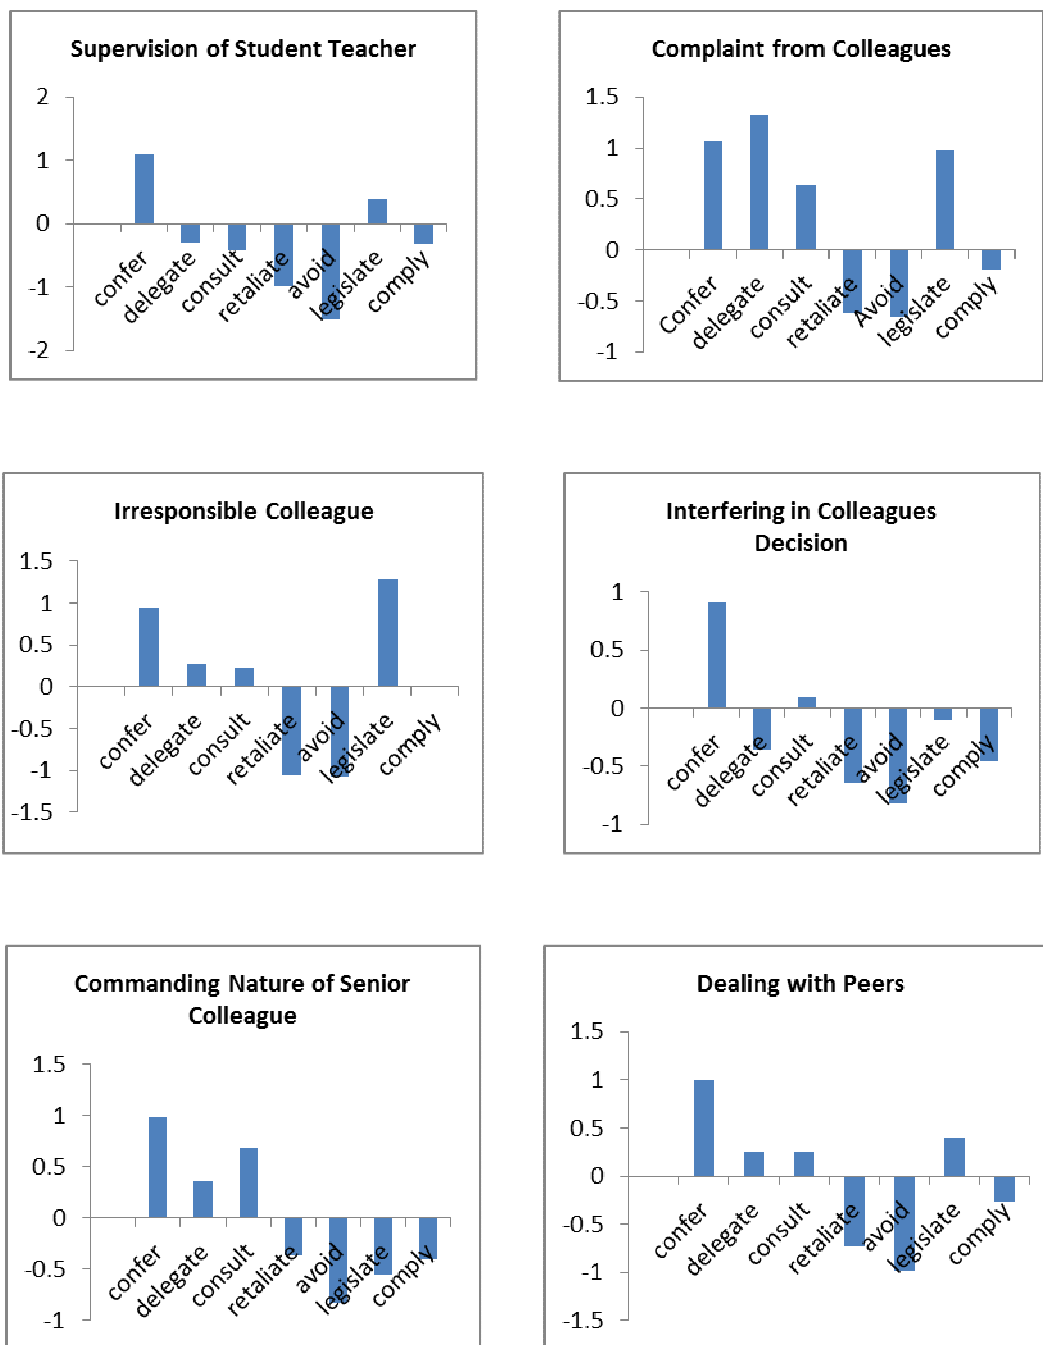 Supervision of Student Teacher
2
1
0
-1
-2
confer
delegate
consult
retaliate
avoid
legislate
comply
Complaint from Colleagues
1.5
1
0.5
0
-0.5
-1
Confer
delegate
consult
retaliate
Avoid
legislate
comply
Irresponsible Colleague
1.5
1
0.5
0
-0.5
-1
-1.5
confer
delegate
consult
retaliate
avoid
legislate
comply
Interfering in Colleagues
Decision
1
0.5
0
-0.5
-1
confer
delegate
consult
retaliate
avoid
legislate
comply
Commanding Nature of Senior
Colleague
1.5
1
0.5
0
-0.5
-1
confer
delegate
consult
retaliate
avoid
legislate
comply
Dealing with Peers
1.5
1
0.5
0
-0.5
-1
-1.5
confer
delegate
consult
retaliate
avoid
legislate
comply